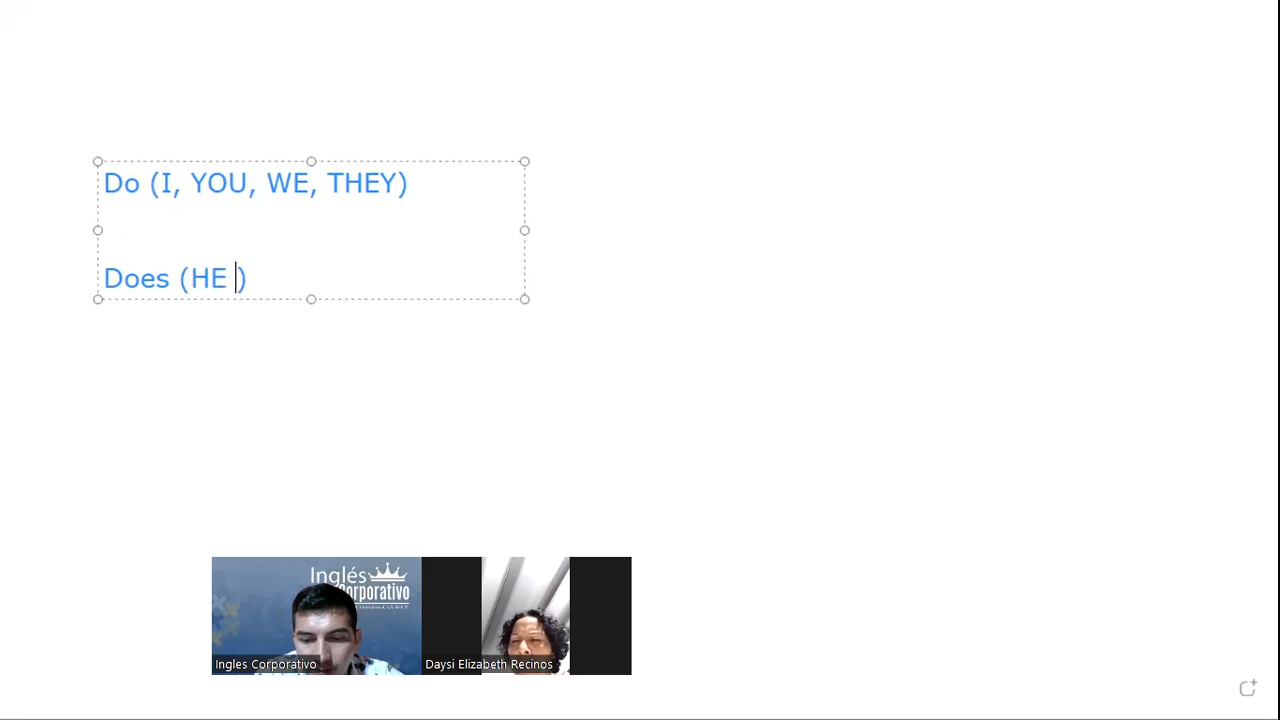 Do (I, YOU, WE, THEY)
Does (HE )
Inglés
Corporativo
Ingles Corporativo
Daysi Elizabeth Recinos